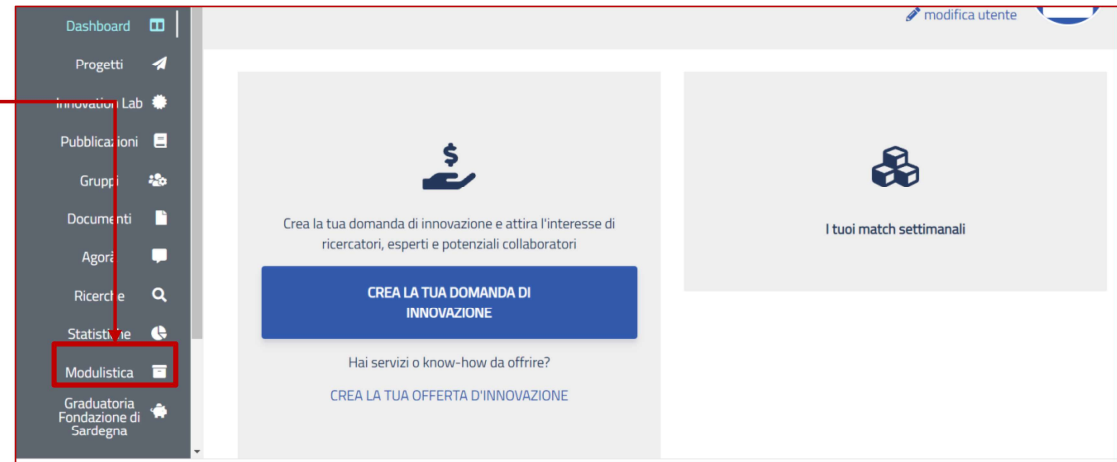 Dashboard
Progetti
Innovation Lab
Pubblicazioni
Gruppi
Documenti
Agorà
Ricerche
Statistiche
Modulistica
Graduatoria
Fondazione di
Sardegna
modifica utente
Crea la tua domanda di innovazione e attira l'interesse di
ricercatori, esperti e potenziali collaboratori
CREA LA TUA DOMANDA DI
INNOVAZIONE
Hai servizi o know-how da offrire?
CREA LA TUA OFFERTA D'INNOVAZIONE
I tuoi match settimanali